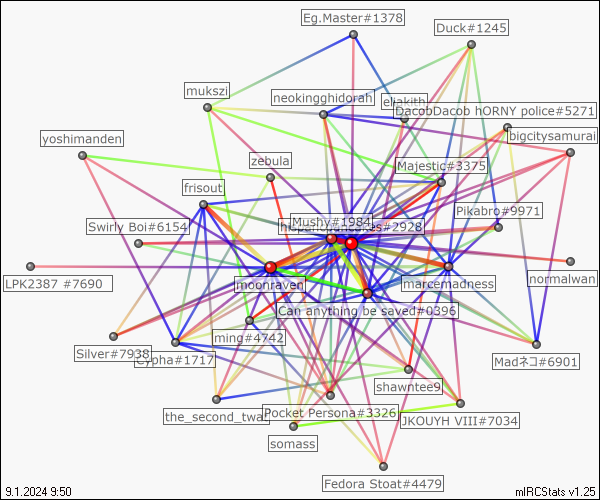 Eg.Master#1378
Duck#1245
mukszi
neokingghidorah
eliakith
DacobDacob hORNY police#5271
bigcitysamurai
yoshimanden
zebula
Majestic#3375
frisout
Pikabro#9971
Swirly Boi#6154
Mushy#1984
#2928
LPK2387 #7690
moonraven
marcemadness
normalwan
Can anything be saved#0396
ming#4742
Silver#7938
Cypha#1717
Madネコ#6901
shawntee9
the_second_twat
Pocket Persona#3326
JKOUYH VIII#7034
somass
Fedora Stoat#4479
9.1.2024 9:50
mIRCStats v1.25